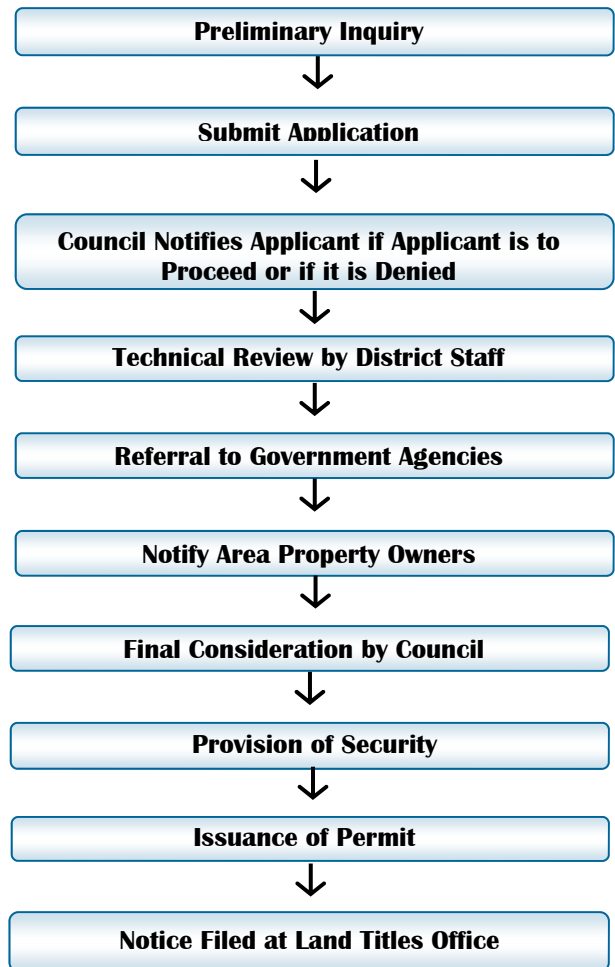 Preliminary Inquiry
Submit Application
Council Notifies Applicant if Applicant is to
Proceed or if it is Denied
Technical Review by District Staff
Referral to Government Agencies
Notify Area Property Owners
Final Consideration by Council
Provision of Security
Issuance of Permit
Notice Filed at Land Titles Office